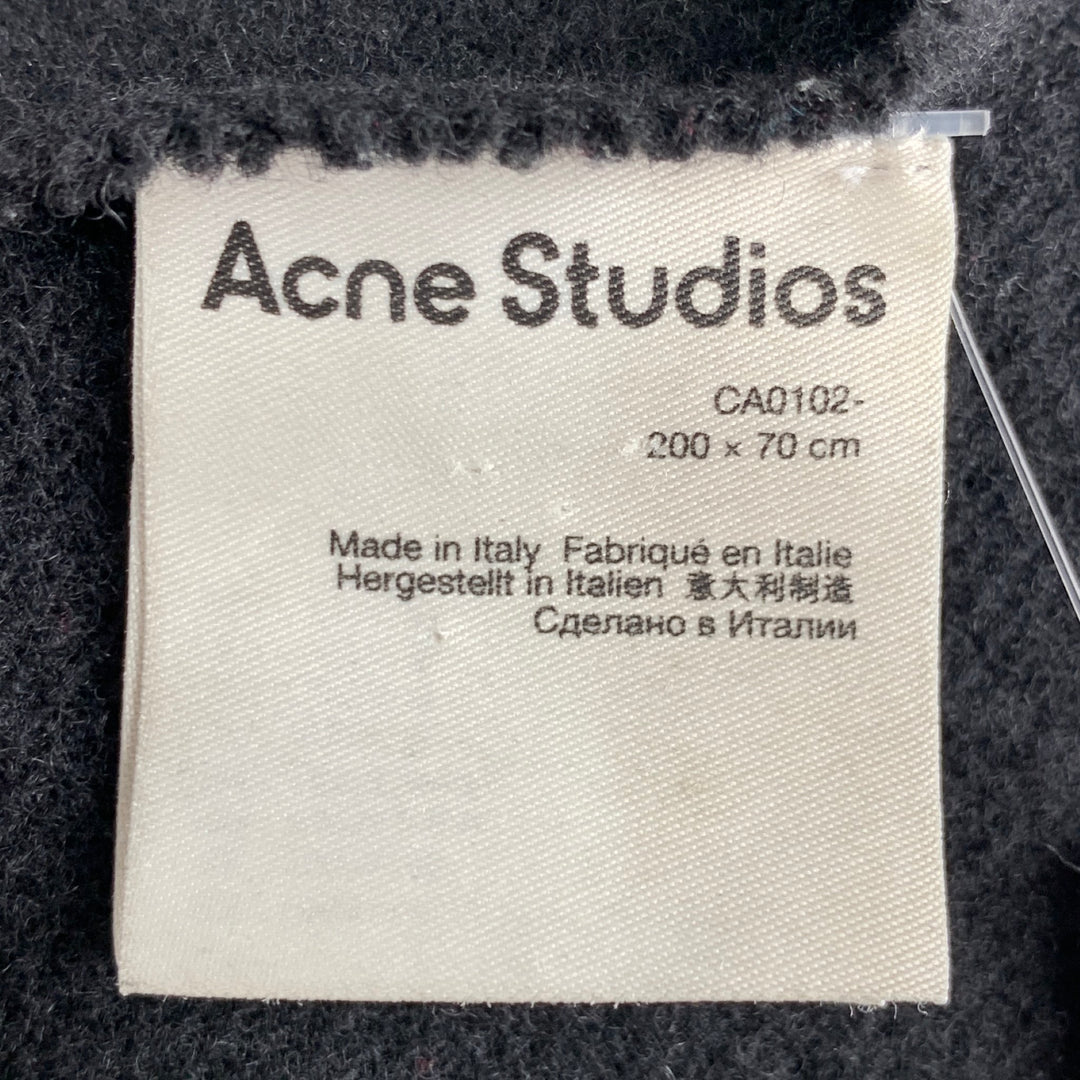 Acne Studios
CA0102-
200 × 70 cm
Made in Italy Fabriqué en Italie
Hergestellt in Italien 意大利制造
Сделано в Италии